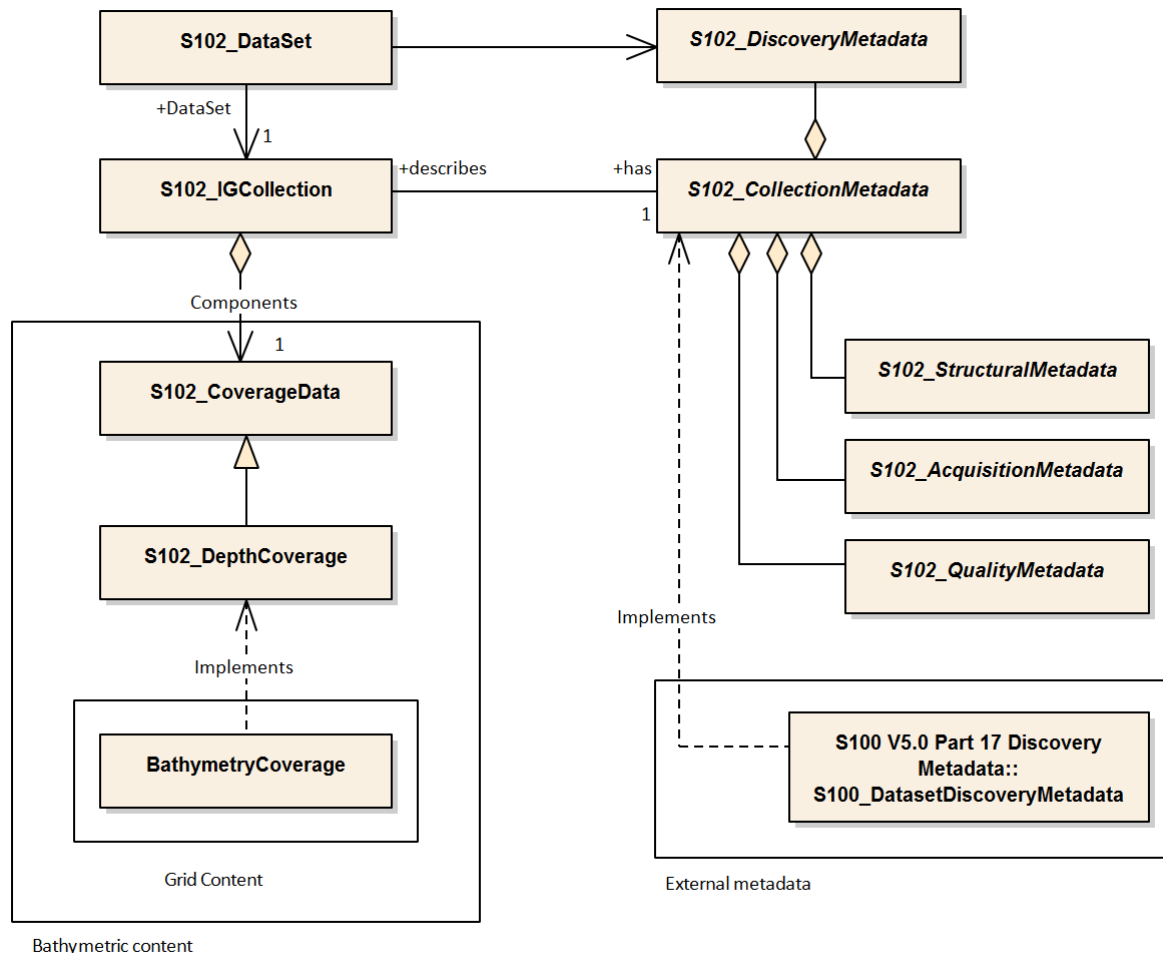 S102_DataSet
S102_DiscoveryMetadata
+DataSet
1
S102_IGCollection
+describes
+has
S102_CollectionMetadata
1
Components
1
S102_CoverageData
S102_StructuralMetadata
S102_AcquisitionMetadata
S102_DepthCoverage
S102_QualityMetadata
Implements
Implements
BathymetryCoverage
S100 V5.0 Part 17 Discovery
Metadata::
S100_DatasetDiscoveryMetadata
Grid Content
External metadata
Bathymetric content